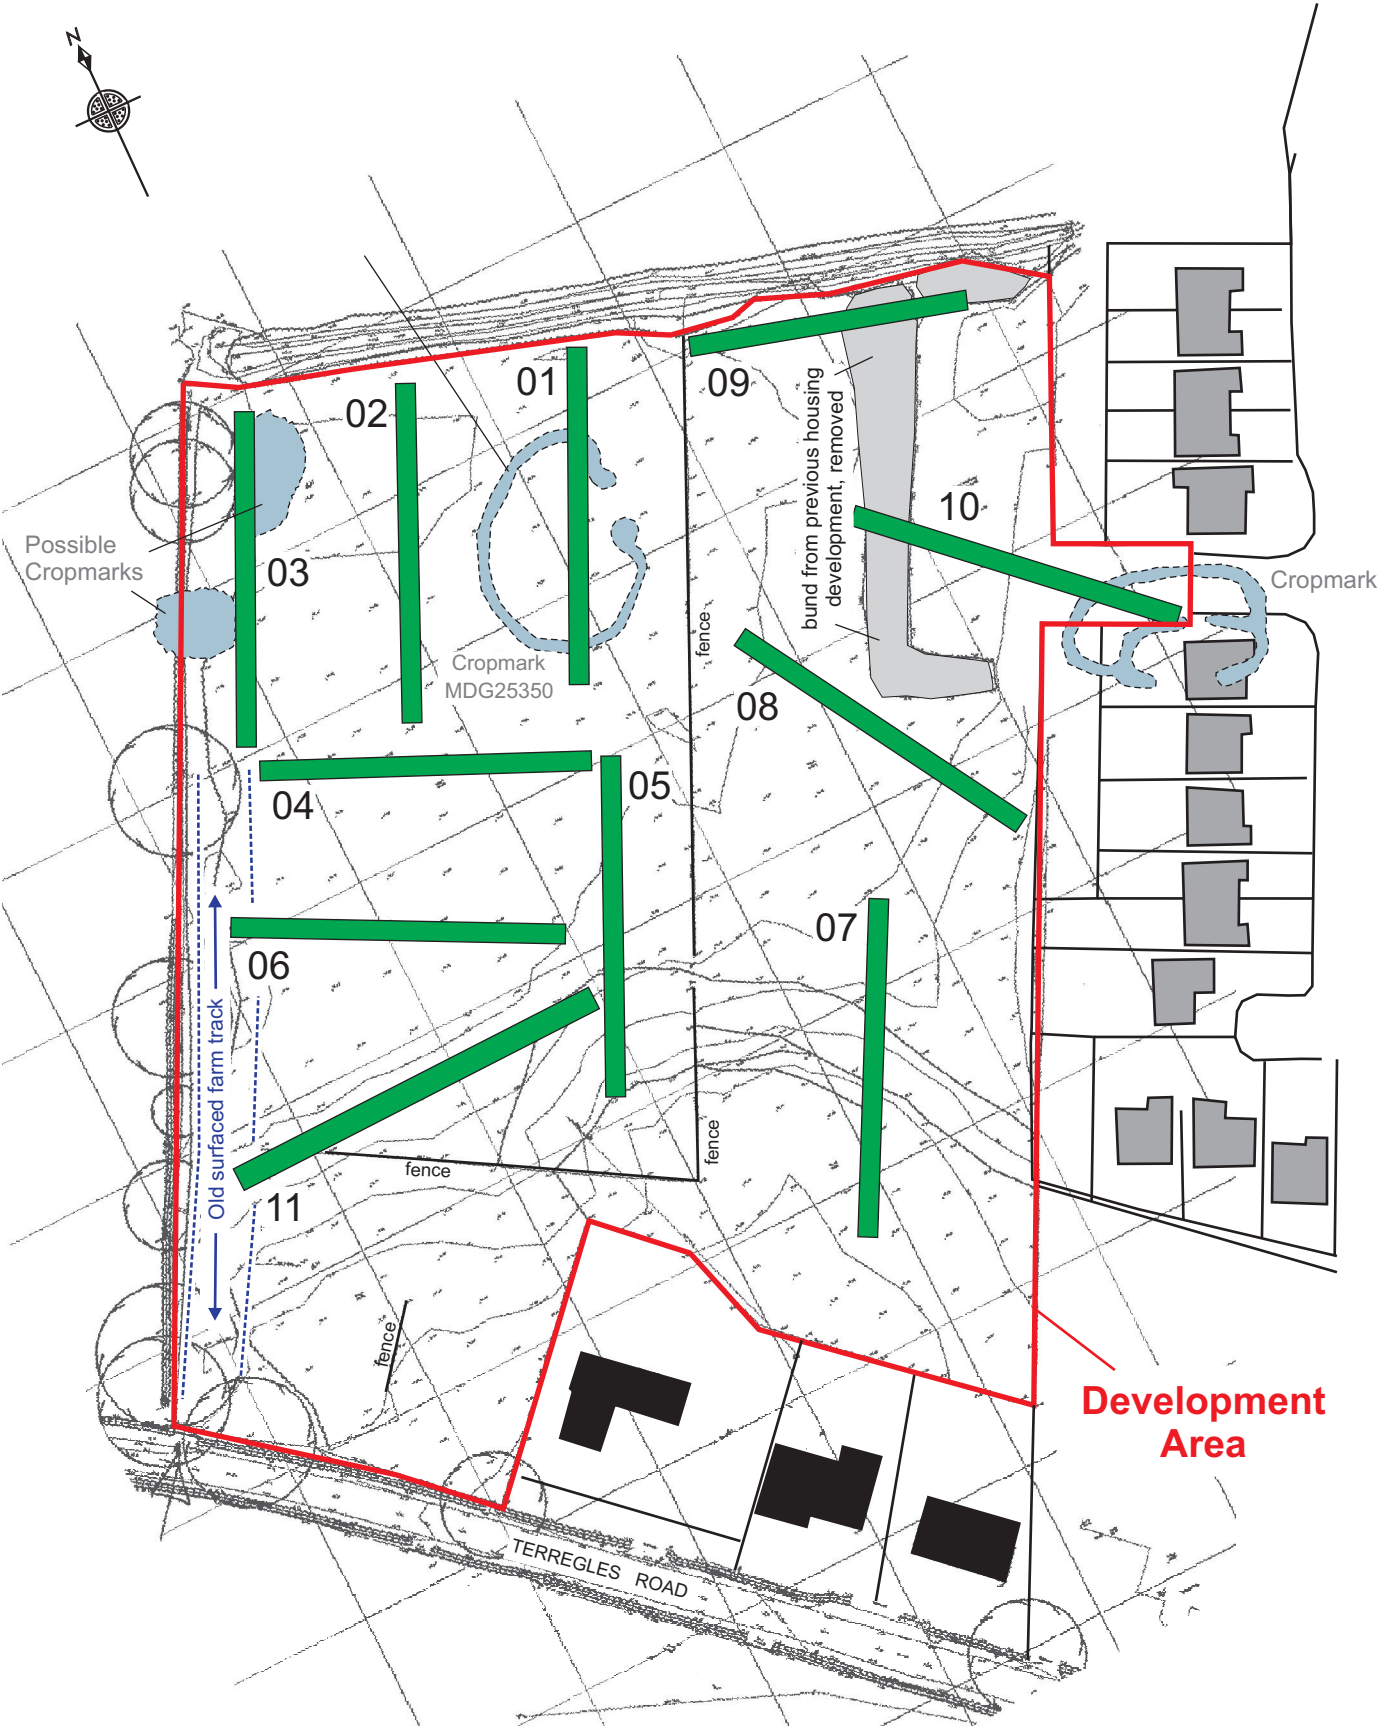 N
01
02
09
03
10
Possible
Cropmarks
bund from previous housing
development, removed
Cropmark
Cropmark
MDG25350
fence
08
04
05
07
06
Old surfaced farm track
fence
fence
11
fence
Development
Area
TERREGLES ROAD